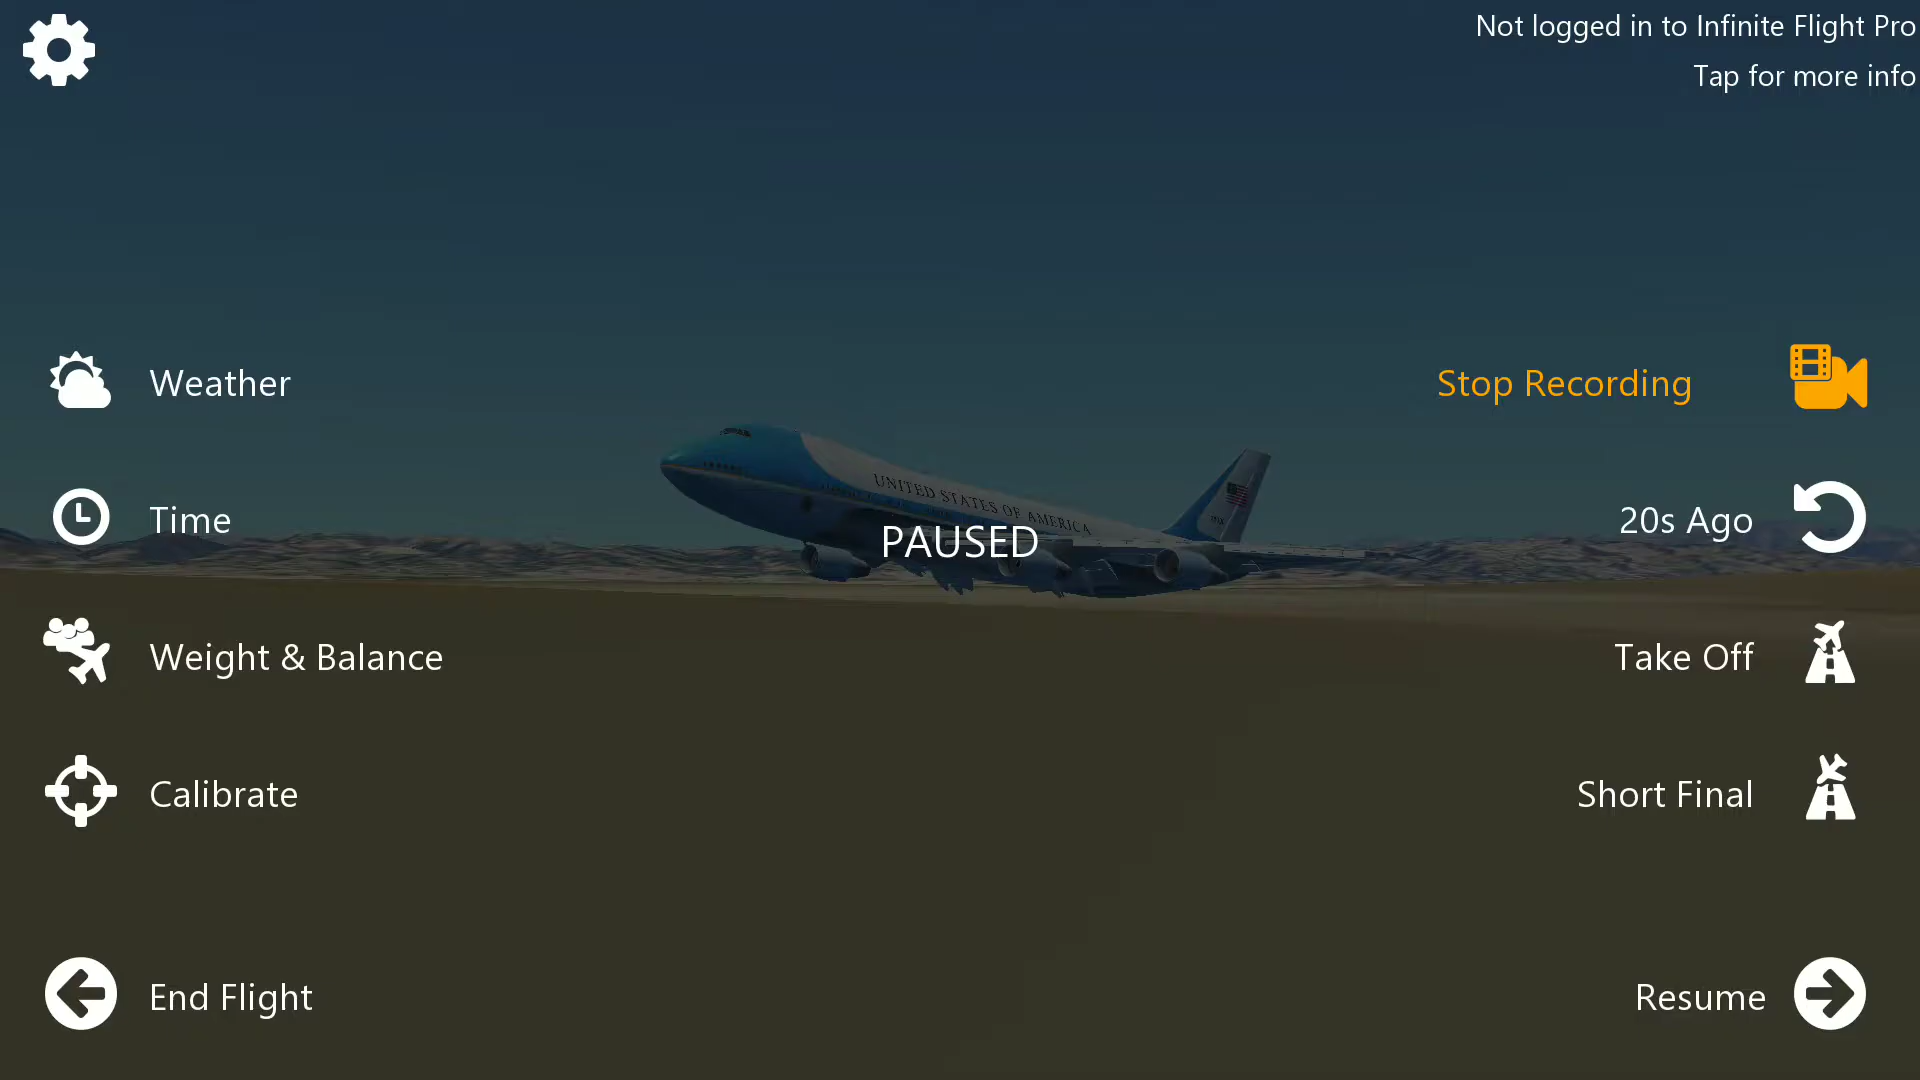 Not logged in to Infinite Flight Pro
Tap for more info
Weather
Stop Recording
UNITED STATES OF AMERICA
Time
PAUSED
20s Ago
Weight & Balance
Take Off
Calibrate
Short Final
End Flight
Resume